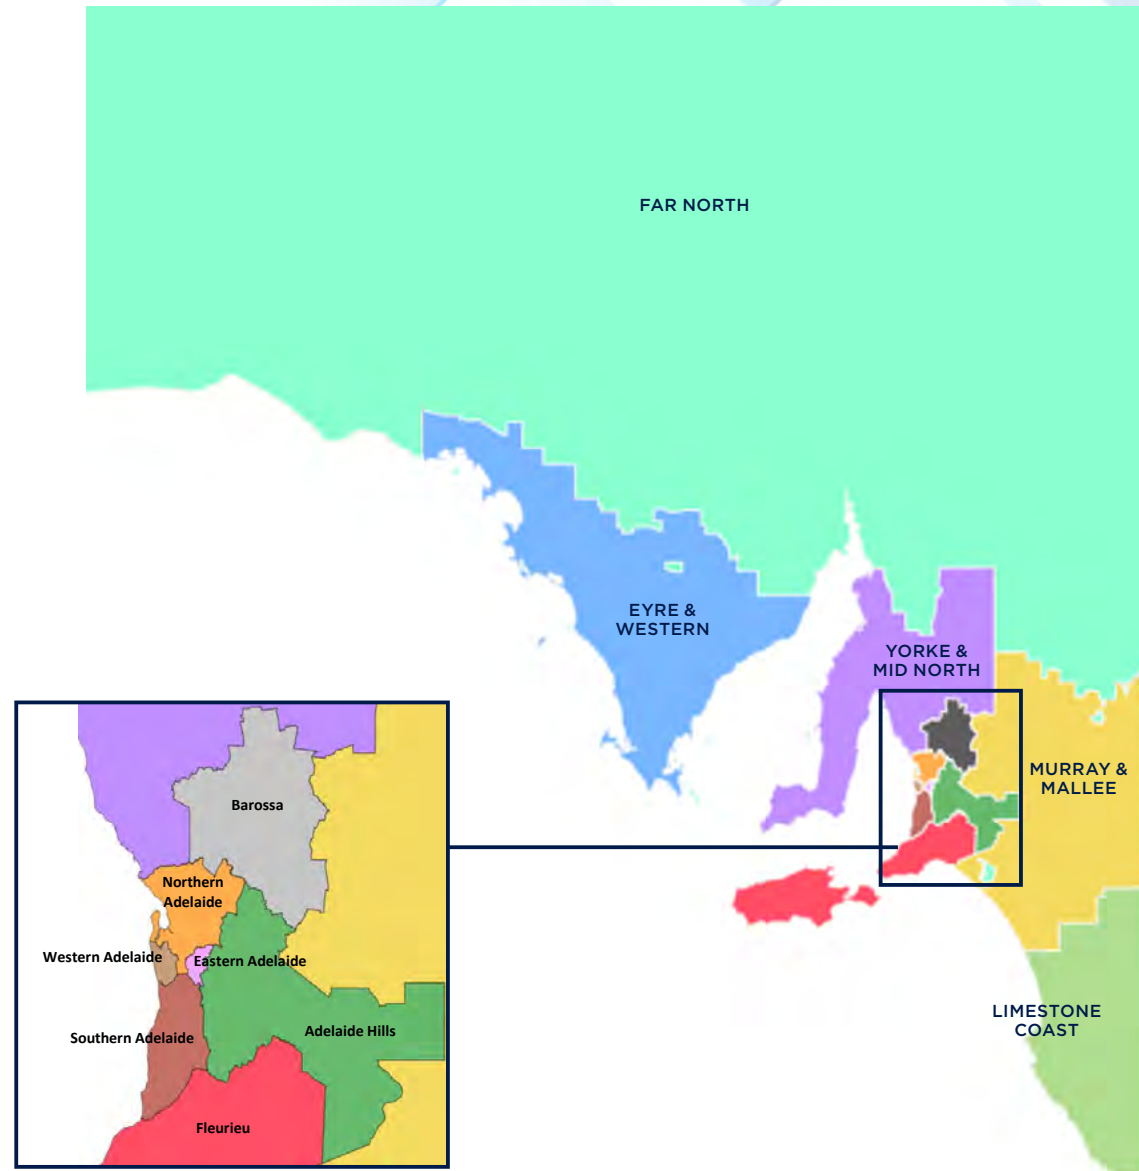 FAR NORTH
EYRE &
WESTERN
YORKE &
MID NORTH
MURRAY &
MALLEE
LIMESTONE
COAST
Barossa
Northern
Adelaide
Western Adelaide
Eastern Adelaide
Southern Adelaide
Adelaide Hills
Fleurieu